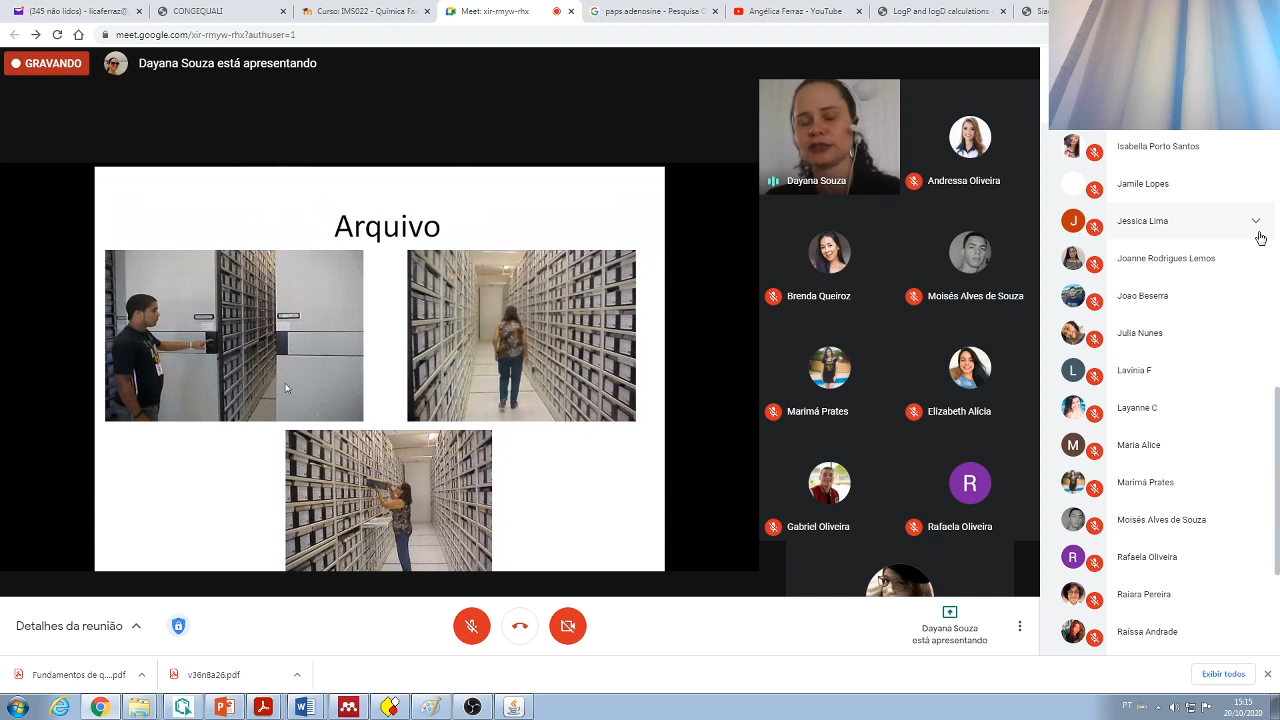 (345 não lidos) - licaferraz@
CONGEQUALI
Curso: IMS022 - Química Far
Meet: xir-rmyw-rhx
paps adenosine - Pesquisa G
Angélica Ferraz - YouTube
LogP and logD calculations
meet.google.com/xir-rmyw-rhx?authuser=1
GRAVANDO
Dayana Souza está apresentando
Arquivo
Dayana Souza
Andressa Oliveira
Brenda Queiroz
Moisés Alves de Souza
Marimá Prates
Elizabeth Alícia
Gabriel Oliveira
R
Rafaela Oliveira
Isabella Porto Santos
Jamile Lopes
J
Jessica Lima
Joanne Rodrigues Lemos
Joao Beserra
Julia Nunes
L
Lavínia F
Layanne C
M
Maria Alice
Marimá Prates
Moisés Alves de Souza
R
Rafaela Oliveira
Raiara Pereira
Raíssa Andrade
Detalhes da reunião
Dayana Souza
está apresentando
Fundamentos de q....pdf
v36n8a26.pdf
Exibir todos
PT
15:15
20/10/2020